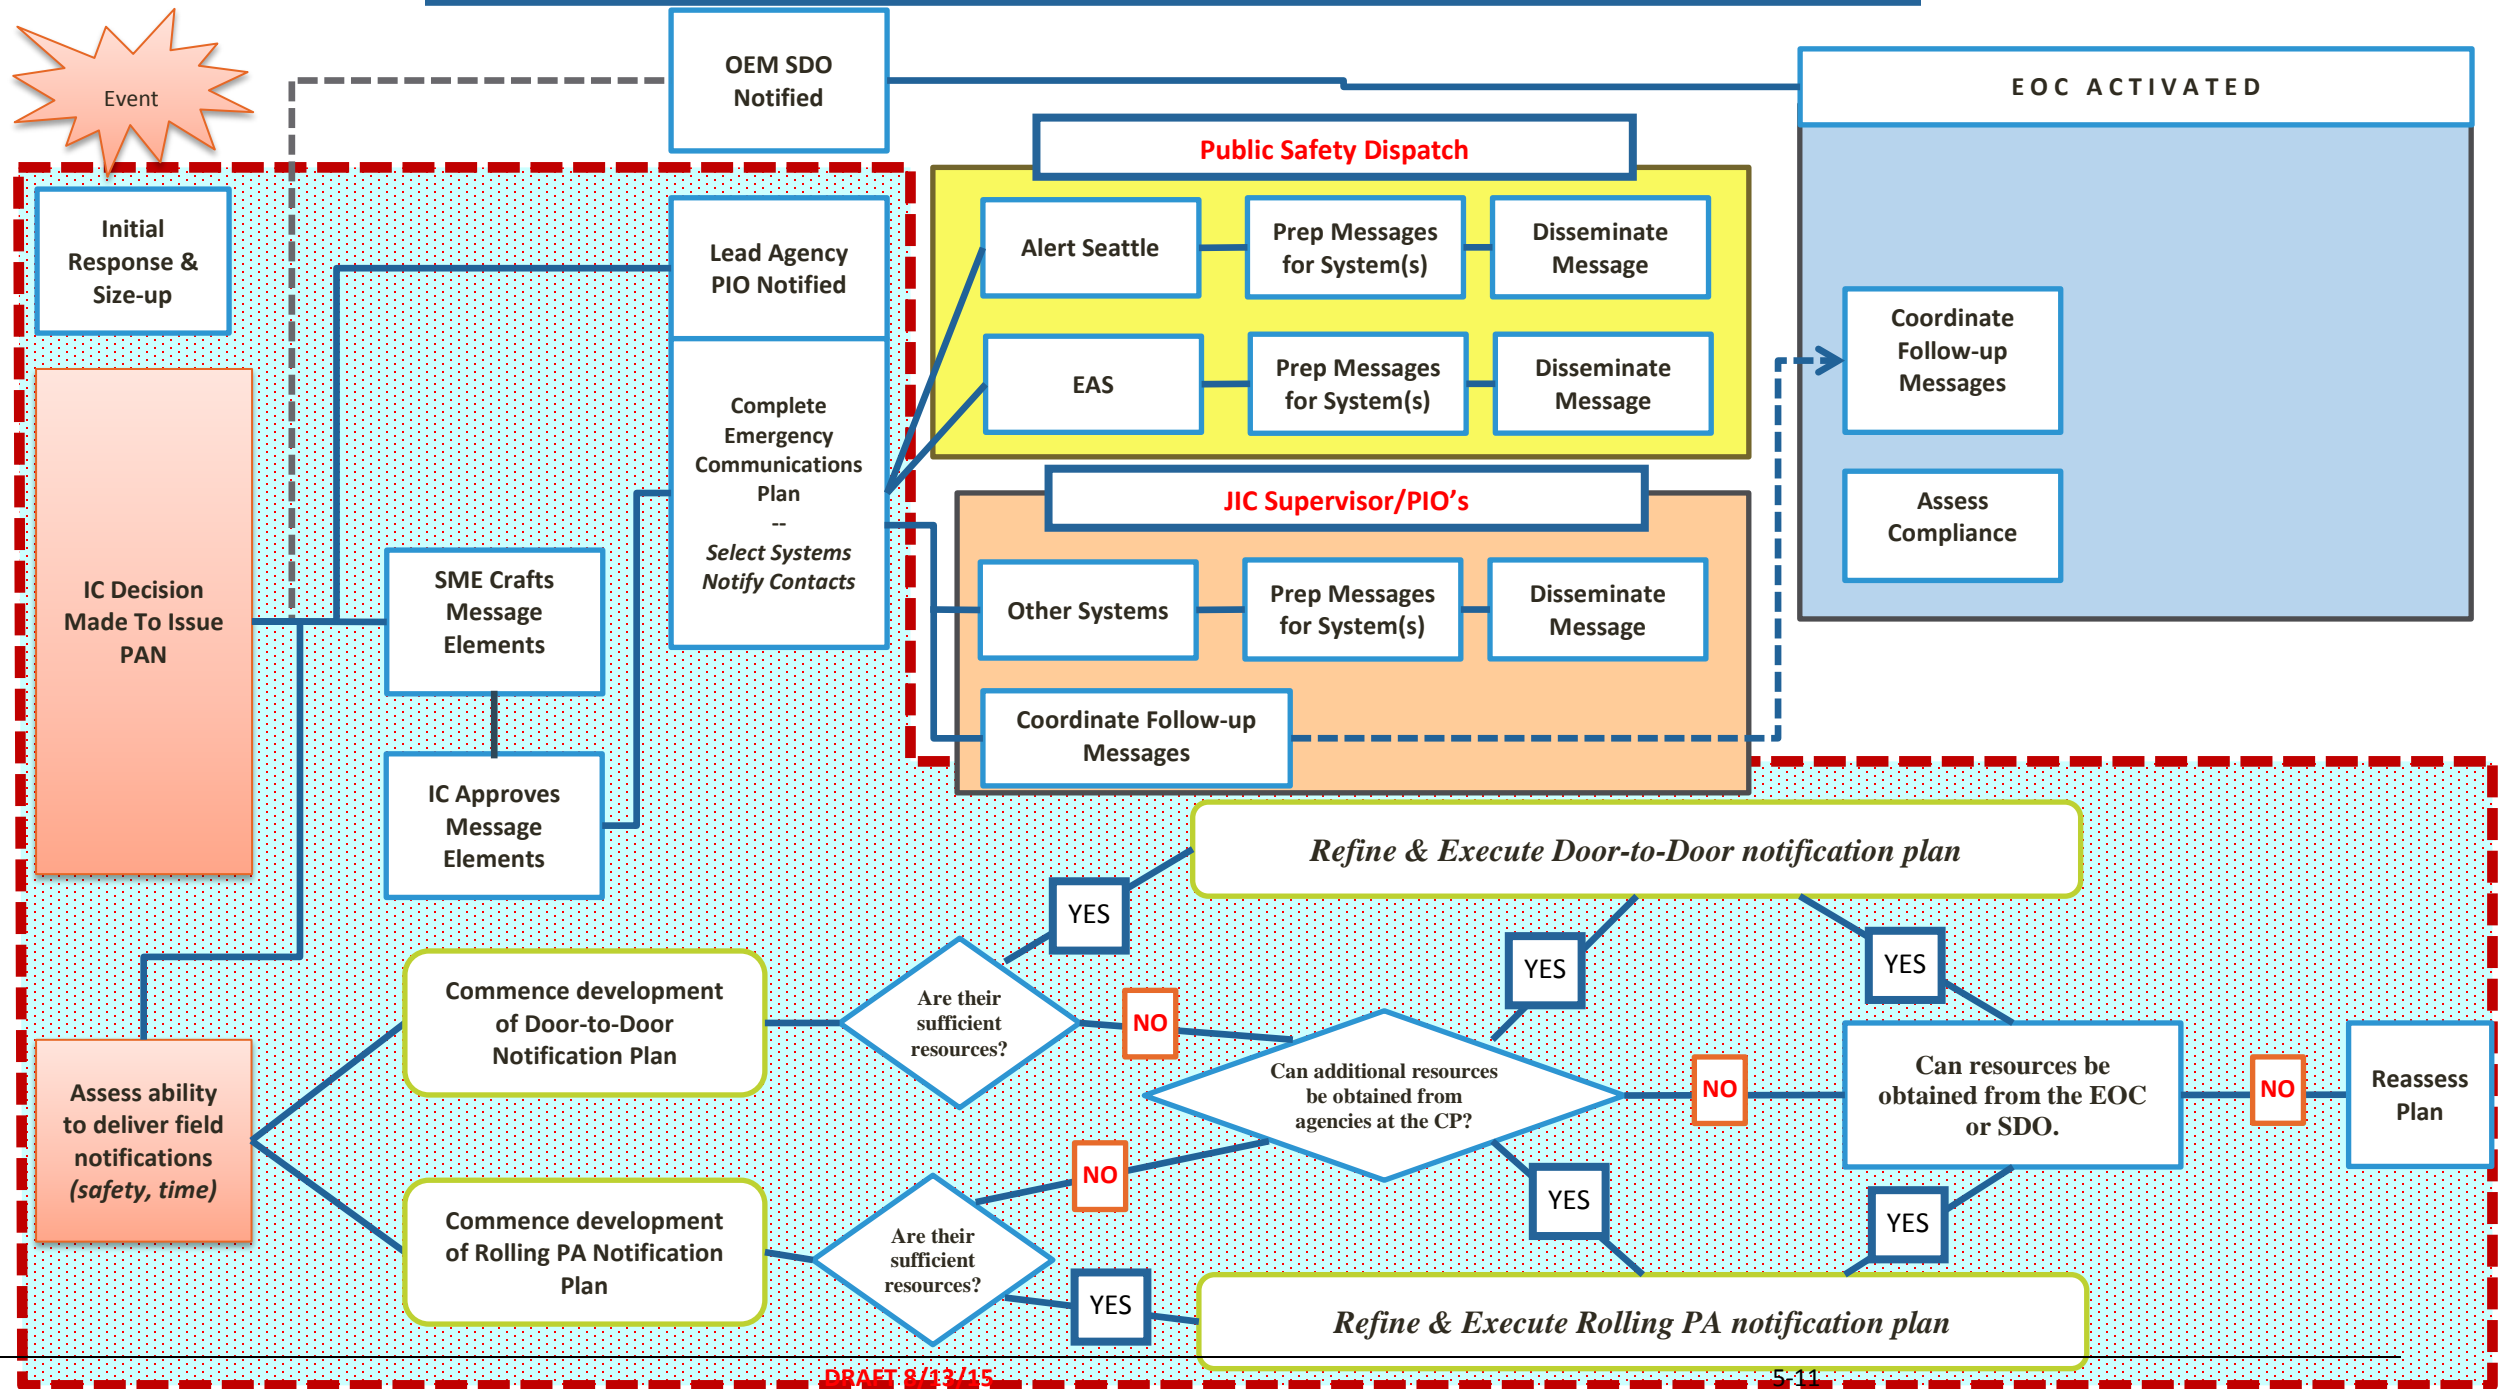 Event
OEM SDO
Notified
EOC ACTIVATED
Public Safety Dispatch
Initial
Response &
Size-up
Lead Agency
PIO Notified
Alert Seattle
Prep Messages
for System(s)
Disseminate
Message
EAS
Prep Messages
for System(s)
Disseminate
Message
Coordinate
Follow-up
Messages
Assess
Compliance
Complete
Emergency
Communications
Plan
--
Select Systems
Notify Contacts
JIC Supervisor/PIO's
Other Systems
Prep Messages
for System(s)
Disseminate
Message
Coordinate Follow-up
Messages
IC Decision
Made To Issue
PAN
SME Crafts
Message
Elements
IC Approves
Message
Elements
Refine & Execute Door-to-Door notification plan
YES
YES
YES
Commence development
of Door-to-Door
Notification Plan
Are their
sufficient
resources?
NO
Can additional resources
be obtained from
agencies at the CP?
NO
Can resources be
obtained from the EOC
or SDO.
NO
Reassess
Plan
Assess ability
to deliver field
notifications
(safety, time)
NO
YES
YES
Commence development
of Rolling PA Notification
Plan
Are their
sufficient
resources?
YES
Refine & Execute Rolling PA notification plan
DRAFT 8/13/15
5-11